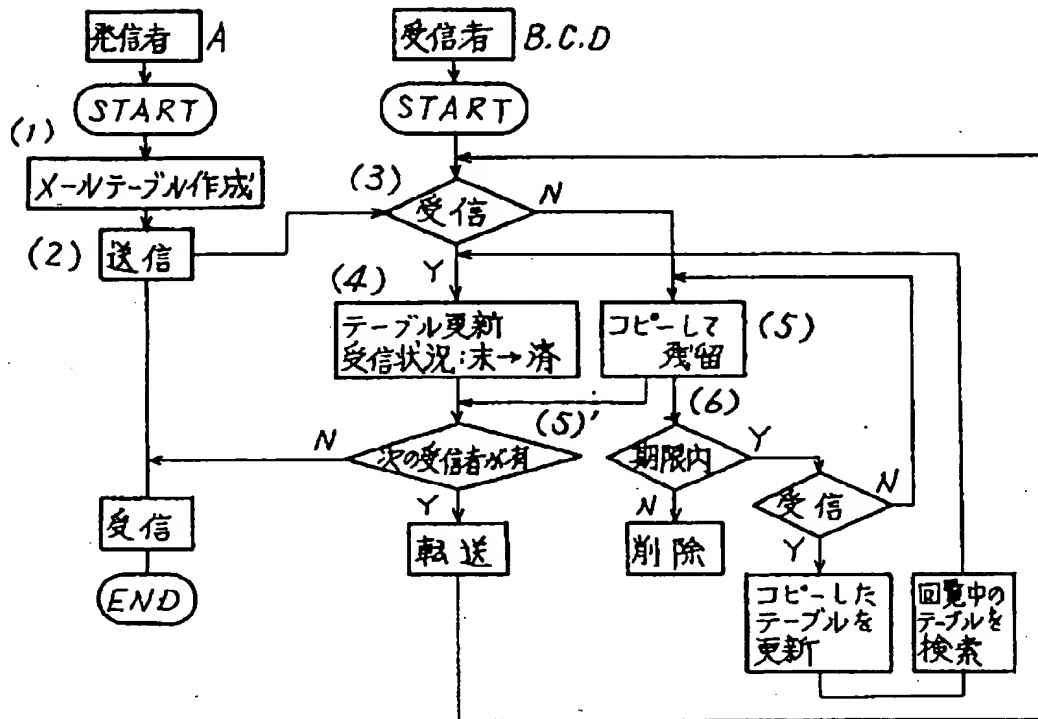 発信者 A
START
(1)
メールテーブル作成
(2) 送信
受信
END
受信者 B.C.D
START
(3)
受信
N
Y
(4)
テーブル更新
受信状況:末→済
(5)'
次の受信者が有
N
Y
転送
コピーして
残留
(5)
(6)
期限内
Y
N
削除
受信
N
Y
コピーした
テーブルを
更新
回覧中の
テーブルを
検索